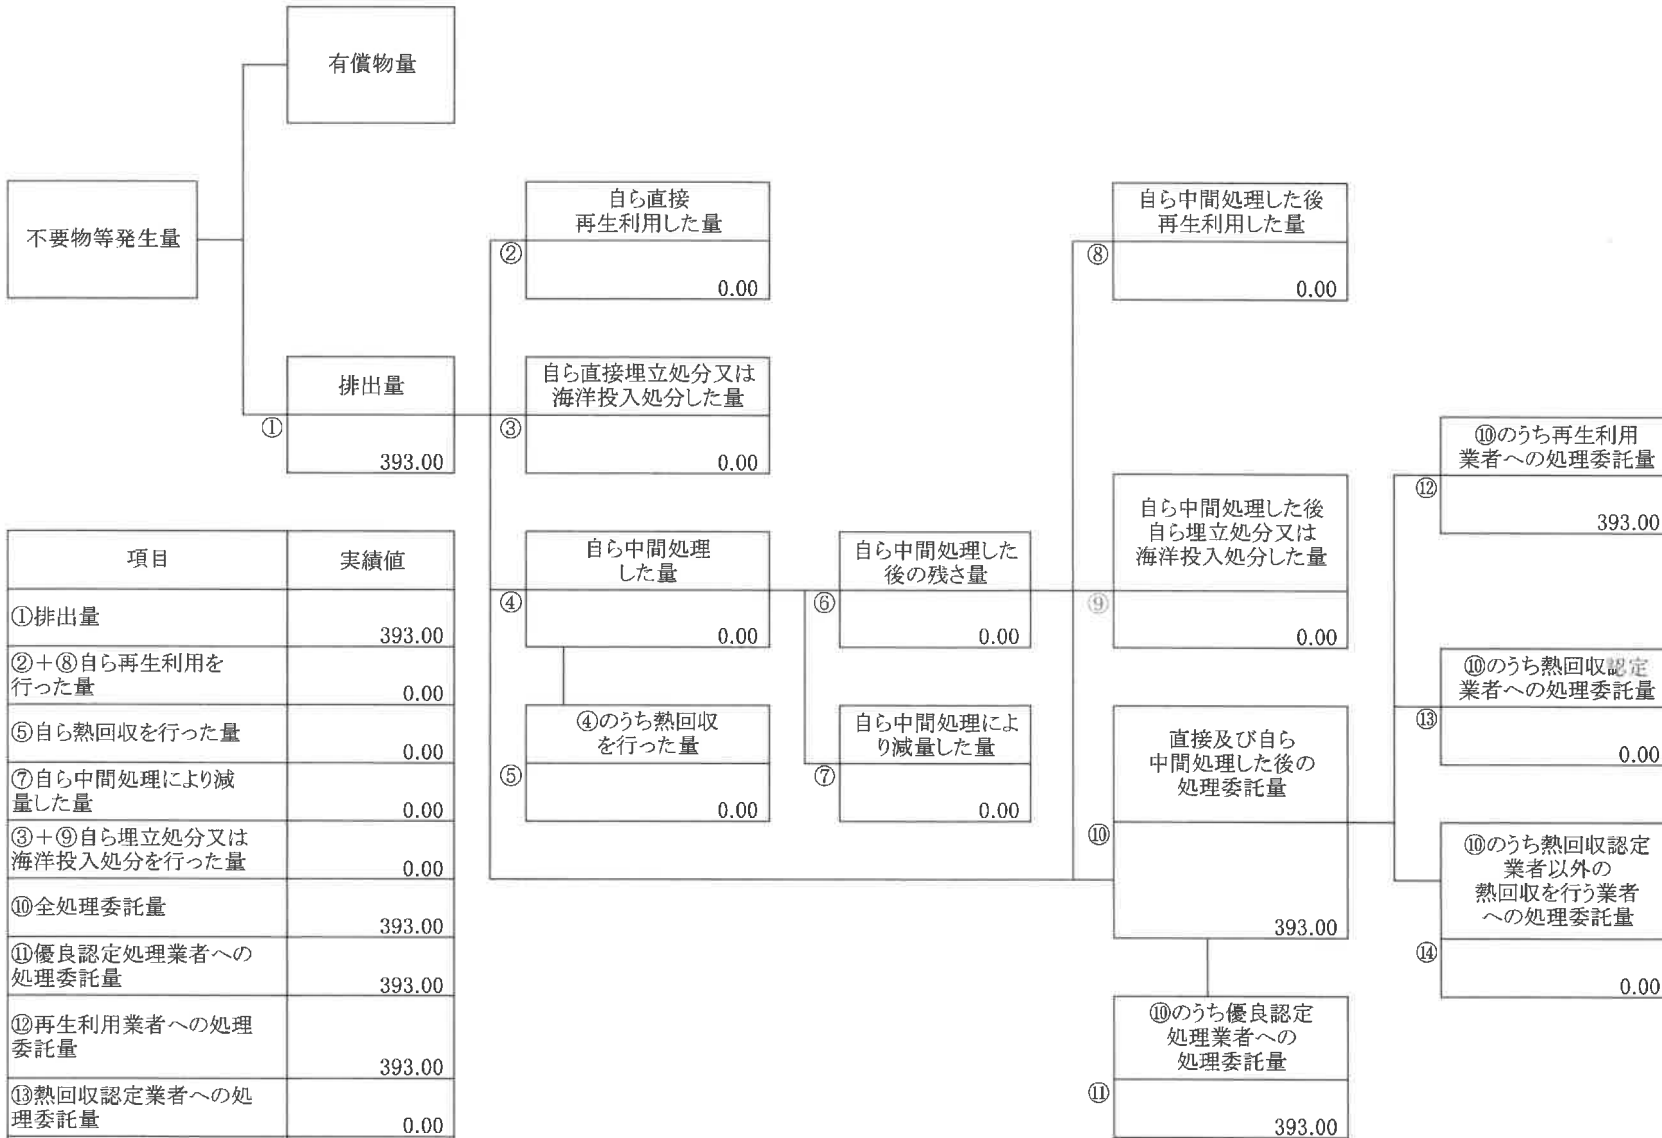 有償物量
不要物等発生量
排出量
①
393.00
自ら直接
再生利用した量
②
0.00
自ら直接埋立処分又は
海洋投入処分した量
③
0.00
自ら中間処理
した量
④
0.00
④のうち熱回収
を行った量
⑤
0.00
自ら中間処理した
後の残さ量
⑥
0.00
自ら中間処理によ
り減量した量
⑦
0.00
自ら中間処理した後
再生利用した量
⑧
0.00
自ら中間処理した後
自ら埋立処分又は
海洋投入処分した量
⑨
0.00
直接及び自ら
中間処理した後の
処理委託量
⑩
393.00
⑩のうち優良認定
処理業者への
処理委託量
⑪
393.00
⑩のうち再生利用
業者への処理委託量
⑫
393.00
⑩のうち熱回収認定
業者への処理委託量
⑬
0.00
⑩のうち熱回収認定
業者以外の
熱回収を行う業者
への処理委託量
⑭
0.00
項目 実績値
①排出量
393.00
②+⑧自ら再生利用を
行った量 0.00
⑤自ら熱回収を行った量
0.00
⑦自ら中間処理により減
量した量 0.00
③+⑨自ら埋立処分又は
海洋投入処分を行った量 0.00
⑩全処理委託量
393.00
⑪優良認定処理業者への
処理委託量 393.00
⑫再生利用業者への処理
委託量
393.00
⑬熱回収認定業者への処
理委託量 0.00